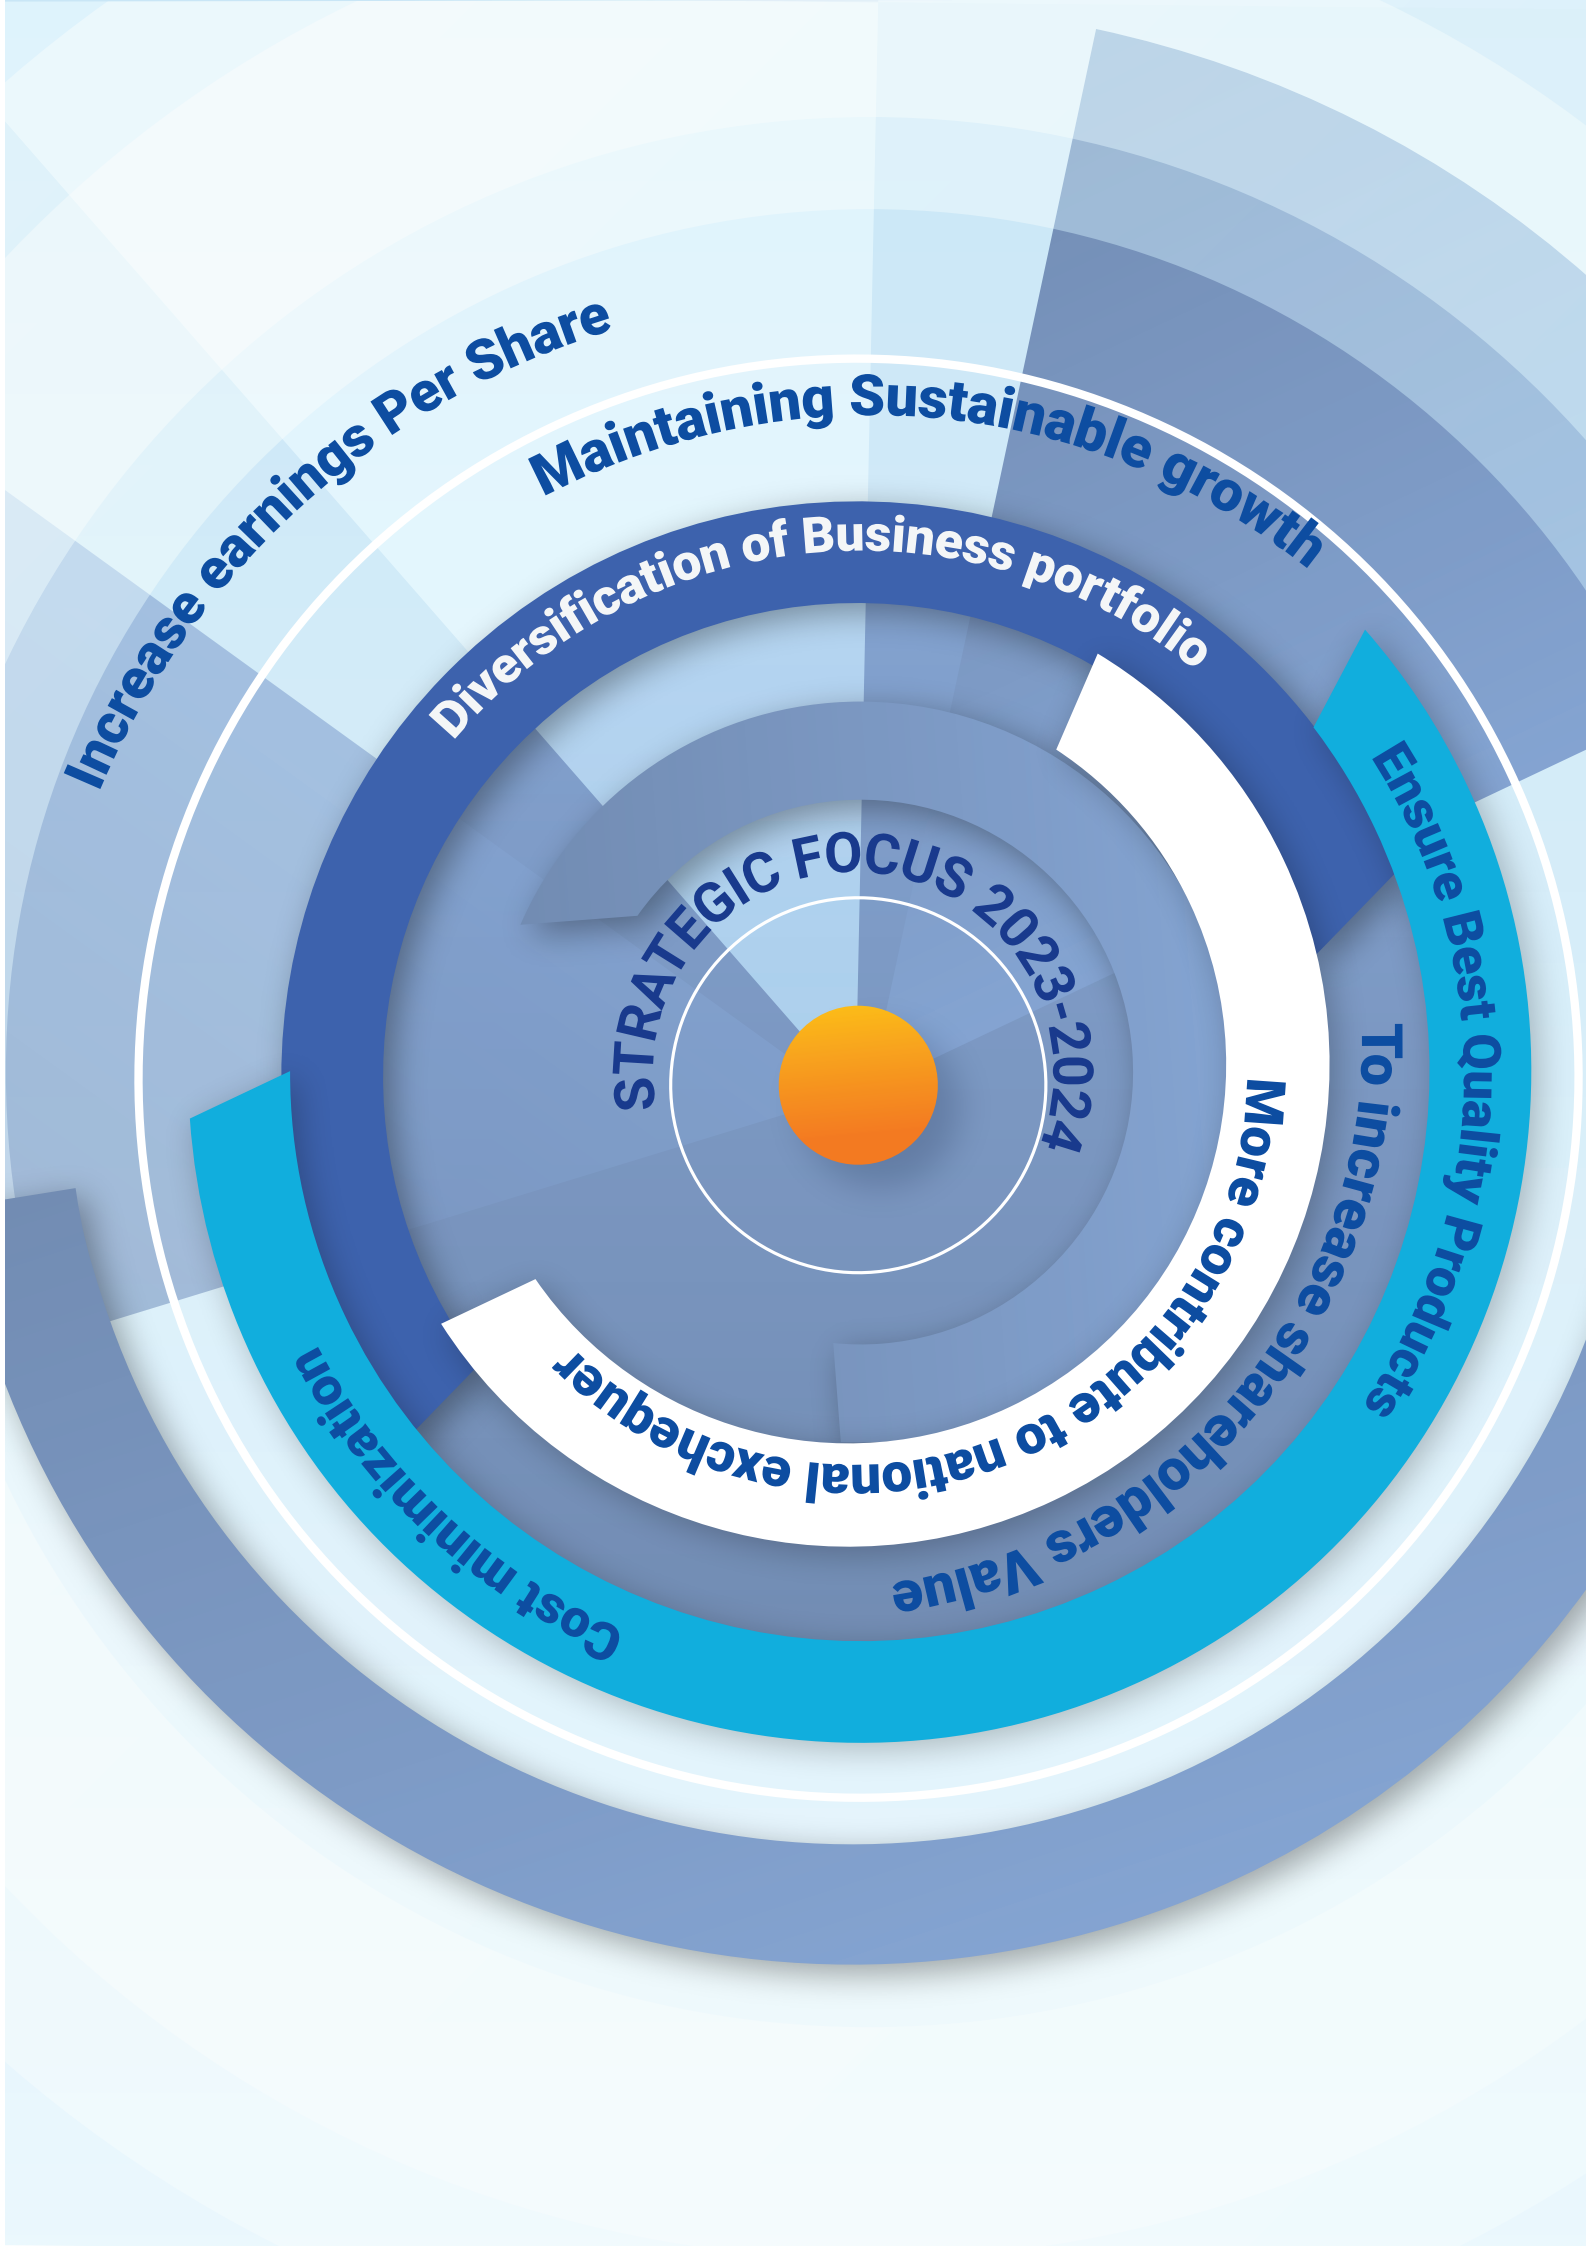 Increase earnings Per Share
Maintaining Sustainable growth
Diversification of Business portfolio
STRATEGIC FOCUS 2023-2024
Ensure Best Quality Products
To increase shareholders Value
More contribute to national exchequer
Cost minimization